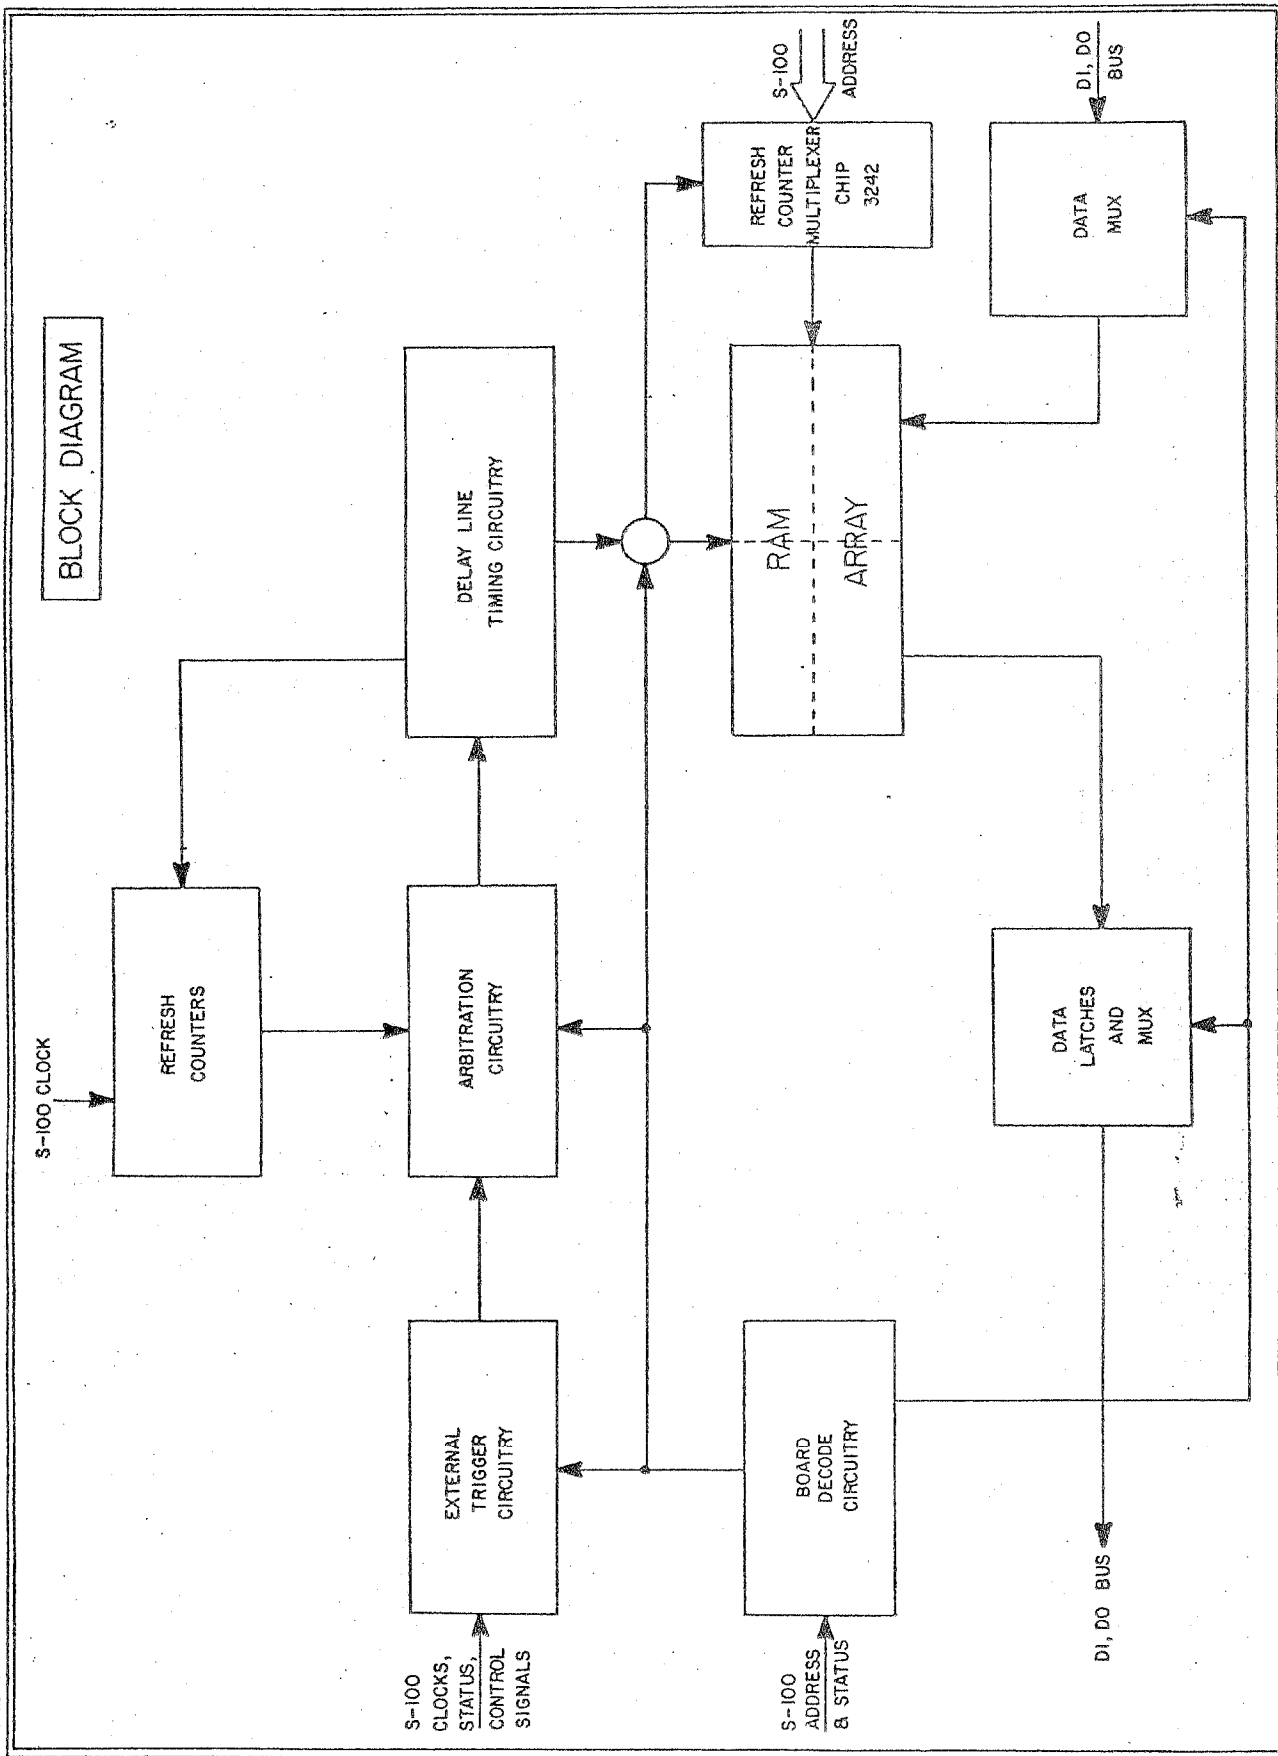 BLOCK DIAGRAM
S-100 CLOCK
REFRESH
COUNTERS
S-100
CLOCKS,
STATUS,
CONTROL
SIGNALS
EXTERNAL
TRIGGER
CIRCUITRY
ARBITRATION
CIRCUITRY
DELAY LINE
TIMING CIRCUITRY
S-100
ADDRESS
& STATUS
BOARD
DECODE
CIRCUITRY
RAM
ARRAY
REFRESH
COUNTER
MULTIPLEXER
CHIP
3242
S-100
ADDRESS
DI, DO BUS
DATA
LATCHES
AND
MUX
DATA
MUX
DI, DO
BUS